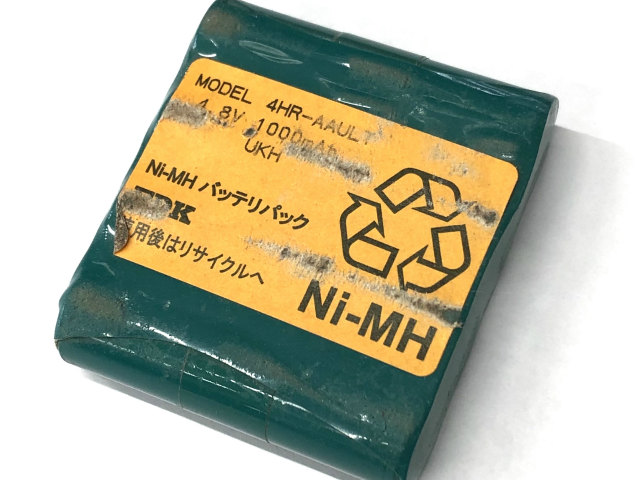 MODEL 4HR-AAULT
4.8V 1000mAh
UKH
Ni-MH バッテリパック
使用後はリサイクルへ
Ni-MH